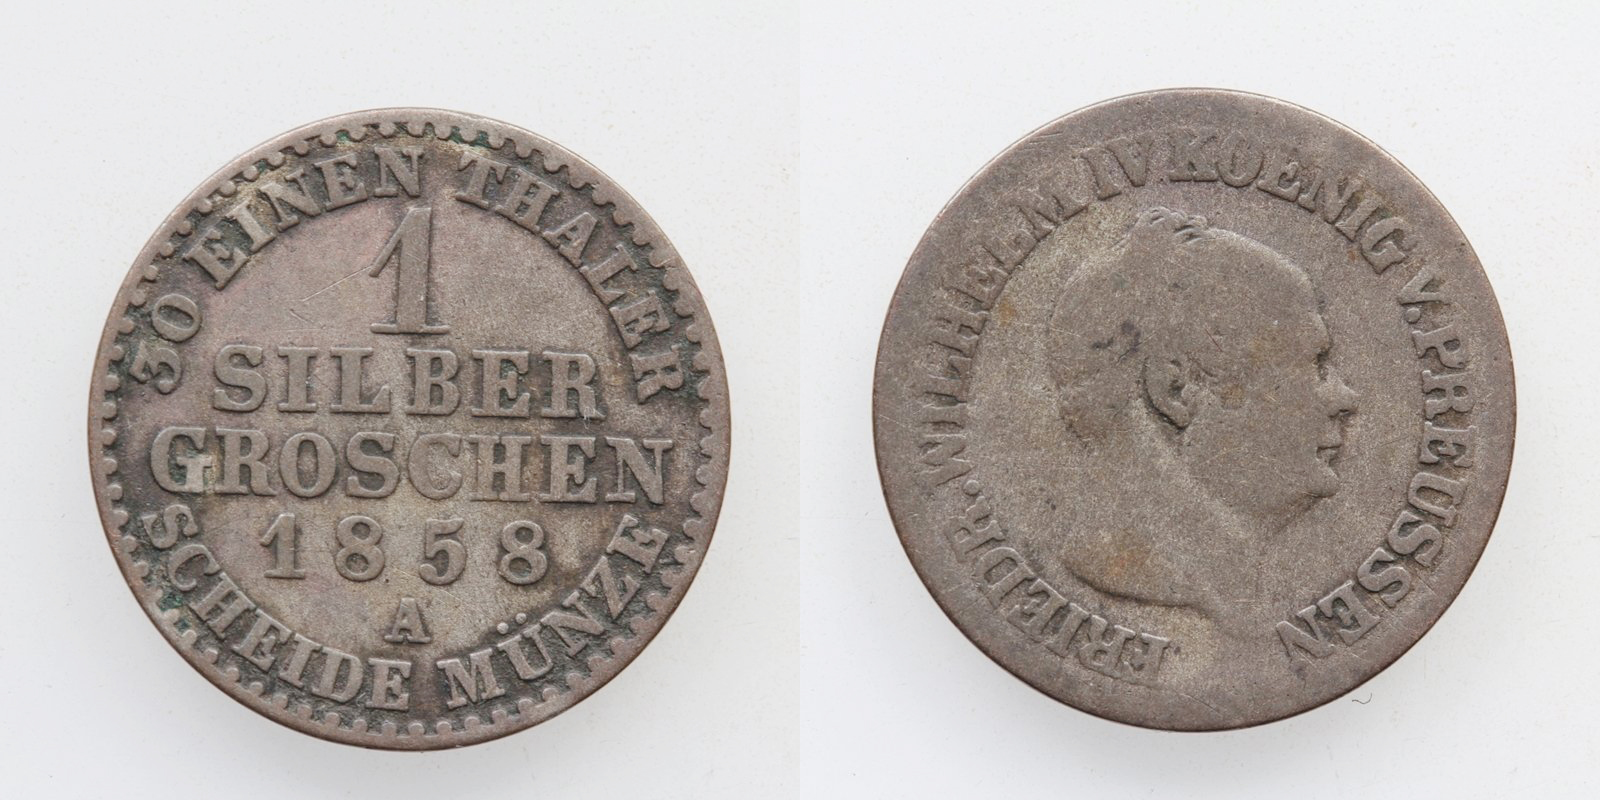 30 EINEN THALER
1
SILBER
GROSCHEN
1858
A
SCHEIDE MÜNZE
FRIEDR. WILHELM IV KOENIG V. PREUSSEN